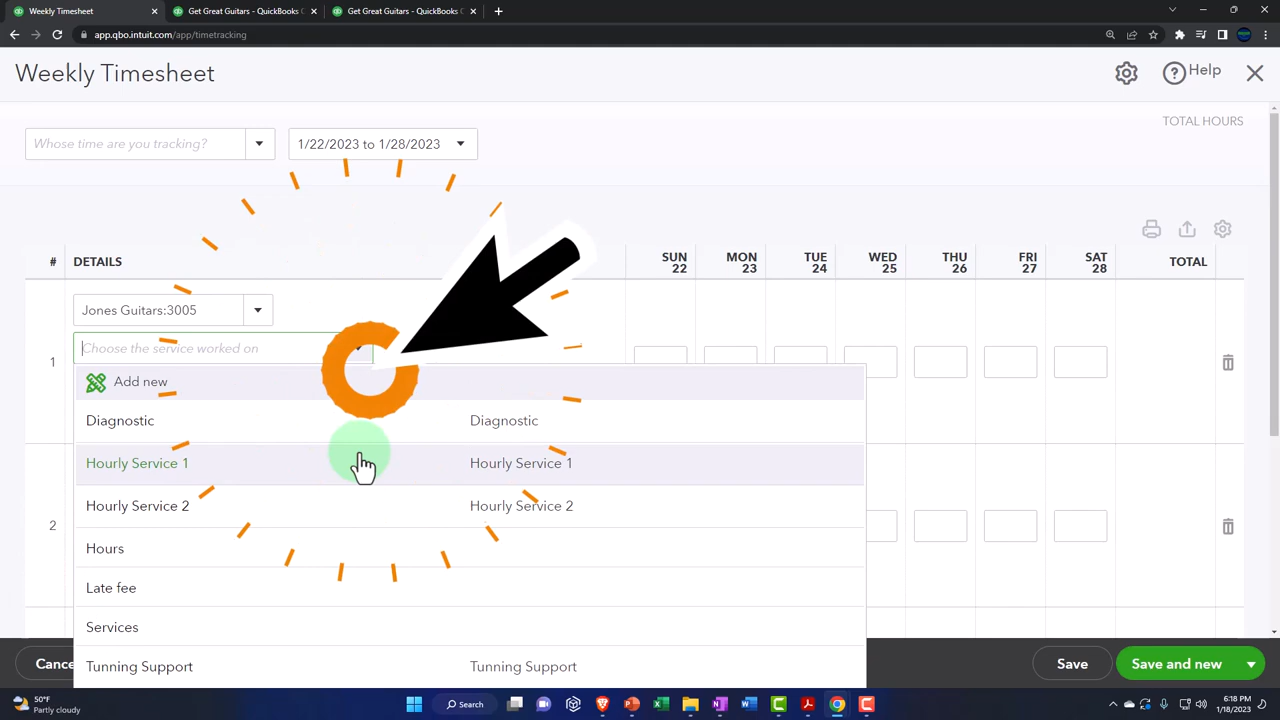 Weekly Timesheet
Get Great Guitars - QuickBooks C
Get Great Guitars - QuickBooks C
app.qbo.intuit.com/app/timetracking
Weekly Timesheet
Help
Whose time are you tracking?
1/22/2023 to 1/28/2023
TOTAL HOURS
# DETAILS SUN 22 MON 23 TUE 24 WED 25 THU 26 FRI 27 SAT 28 TOTAL
Jones Guitars:3005
1
Choose the service worked on
Add new
Diagnostic Diagnostic
Hourly Service 1 Hourly Service 1
Hourly Service 2 Hourly Service 2
2
Hours
Late fee
Services
Tunning Support Tunning Support
Save
Save and new
50°F
Partly cloudy
Search
6:18 PM
1/18/2023